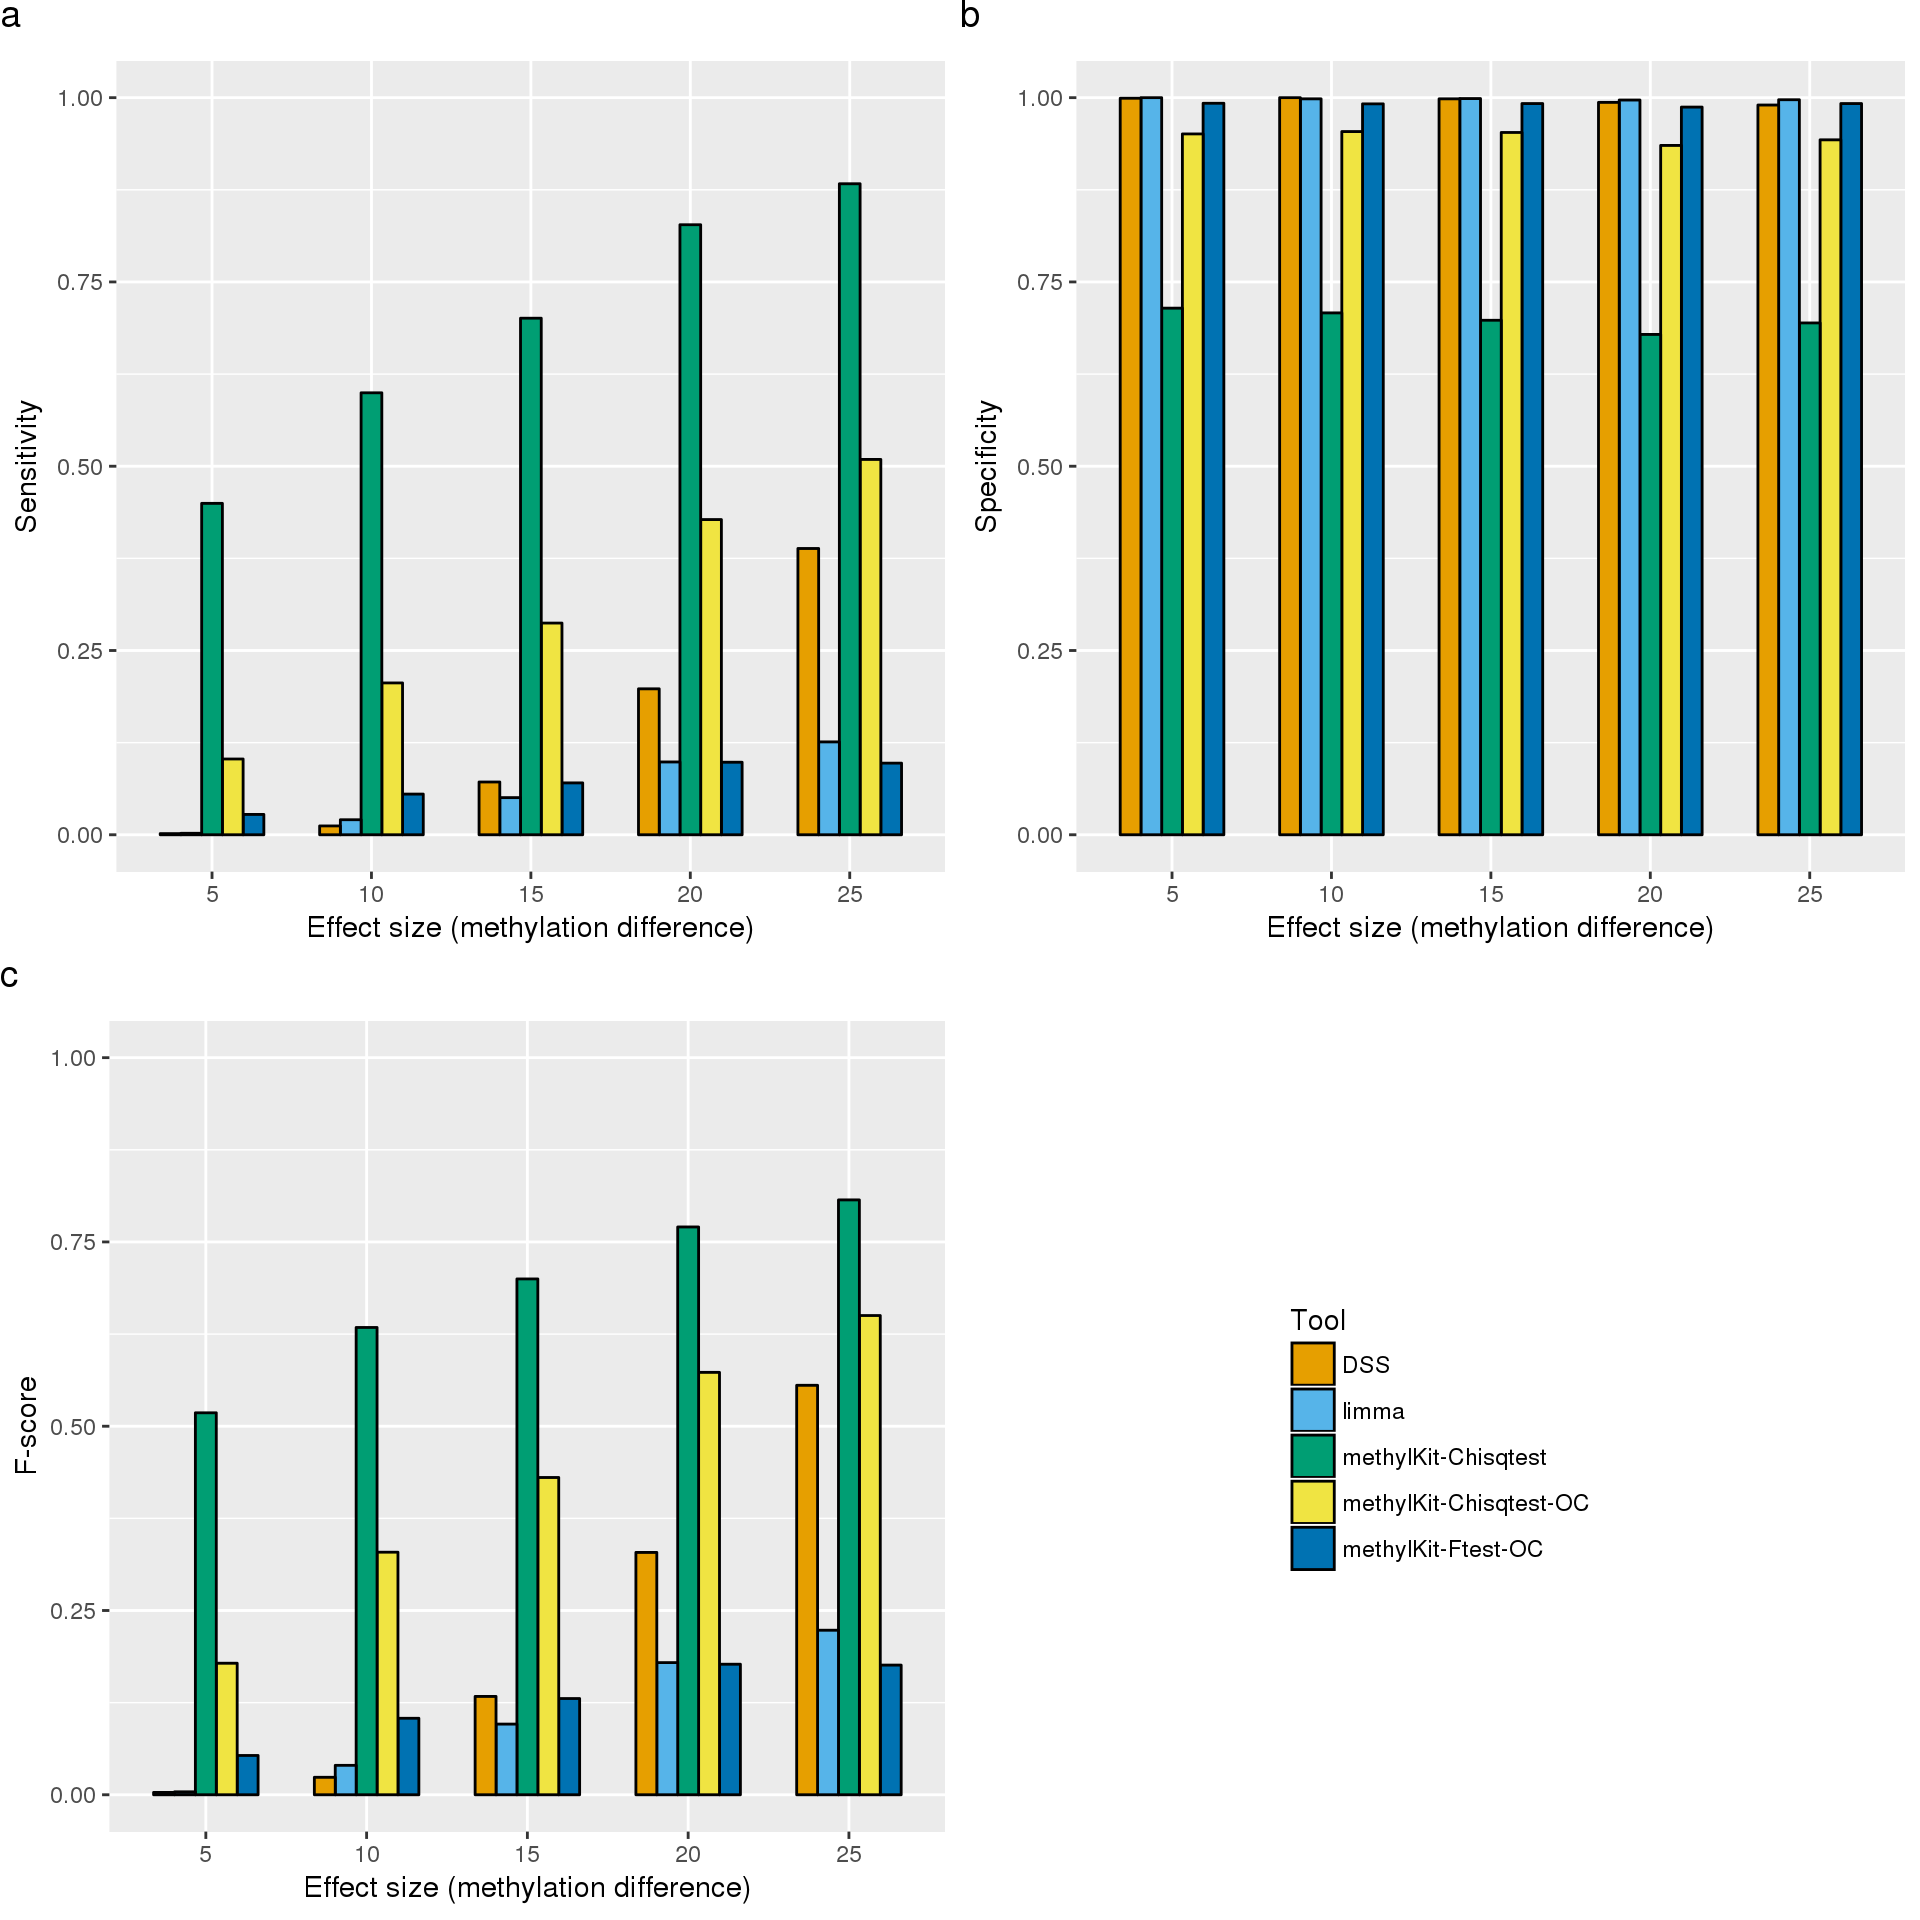 a
1.00
0.75
0.50
0.25
0.00
Sensitivity
5 10 15 20 25
Effect size (methylation difference)
b
1.00
0.75
0.50
0.25
0.00
Specificity
5 10 15 20 25
Effect size (methylation difference)
c
1.00
0.75
0.50
0.25
0.00
F-score
5 10 15 20 25
Effect size (methylation difference)
Tool
DSS
limma
methylKit-Chisqtest
methylKit-Chisqtest-OC
methylKit-Ftest-OC